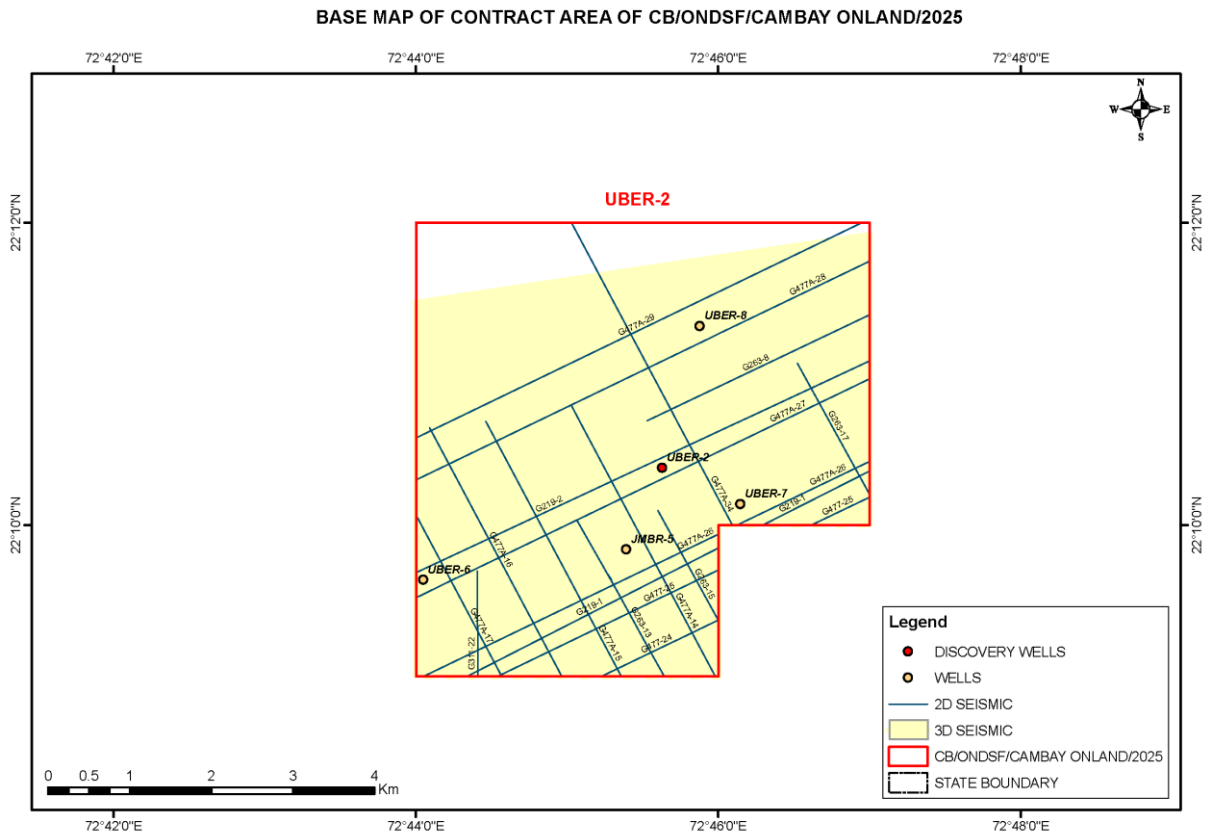 BASE MAP OF CONTRACT AREA OF CB/ONDSF/CAMBAY ONLAND/2025
72°42'0"E
72°44'0"E
72°46'0"E
72°48'0"E
N
W E
S
22°12'0"N
22°12'0"N
UBER-2
G477A-28
UBER-8
G477A-29
G263-8
G477A-27
G263-17
UBER-2
G477A-26
G219-2
G477A-34
UBER-7
G219-1
G477-25
22°10'0"N
22°10'0"N
G477A-16
JMBR-5
G477A-26
UBER-6
G263-15
G477-25
G219-1
G477A-17
G263-13
G477A-14
G477-24
G477A-15
Legend
DISCOVERY WELLS
WELLS
2D SEISMIC
3D SEISMIC
CB/ONDSF/CAMBAY ONLAND/2025
STATE BOUNDARY
0 0.5 1 2 3 4
Km
72°42'0"E
72°44'0"E
72°46'0"E
72°48'0"E